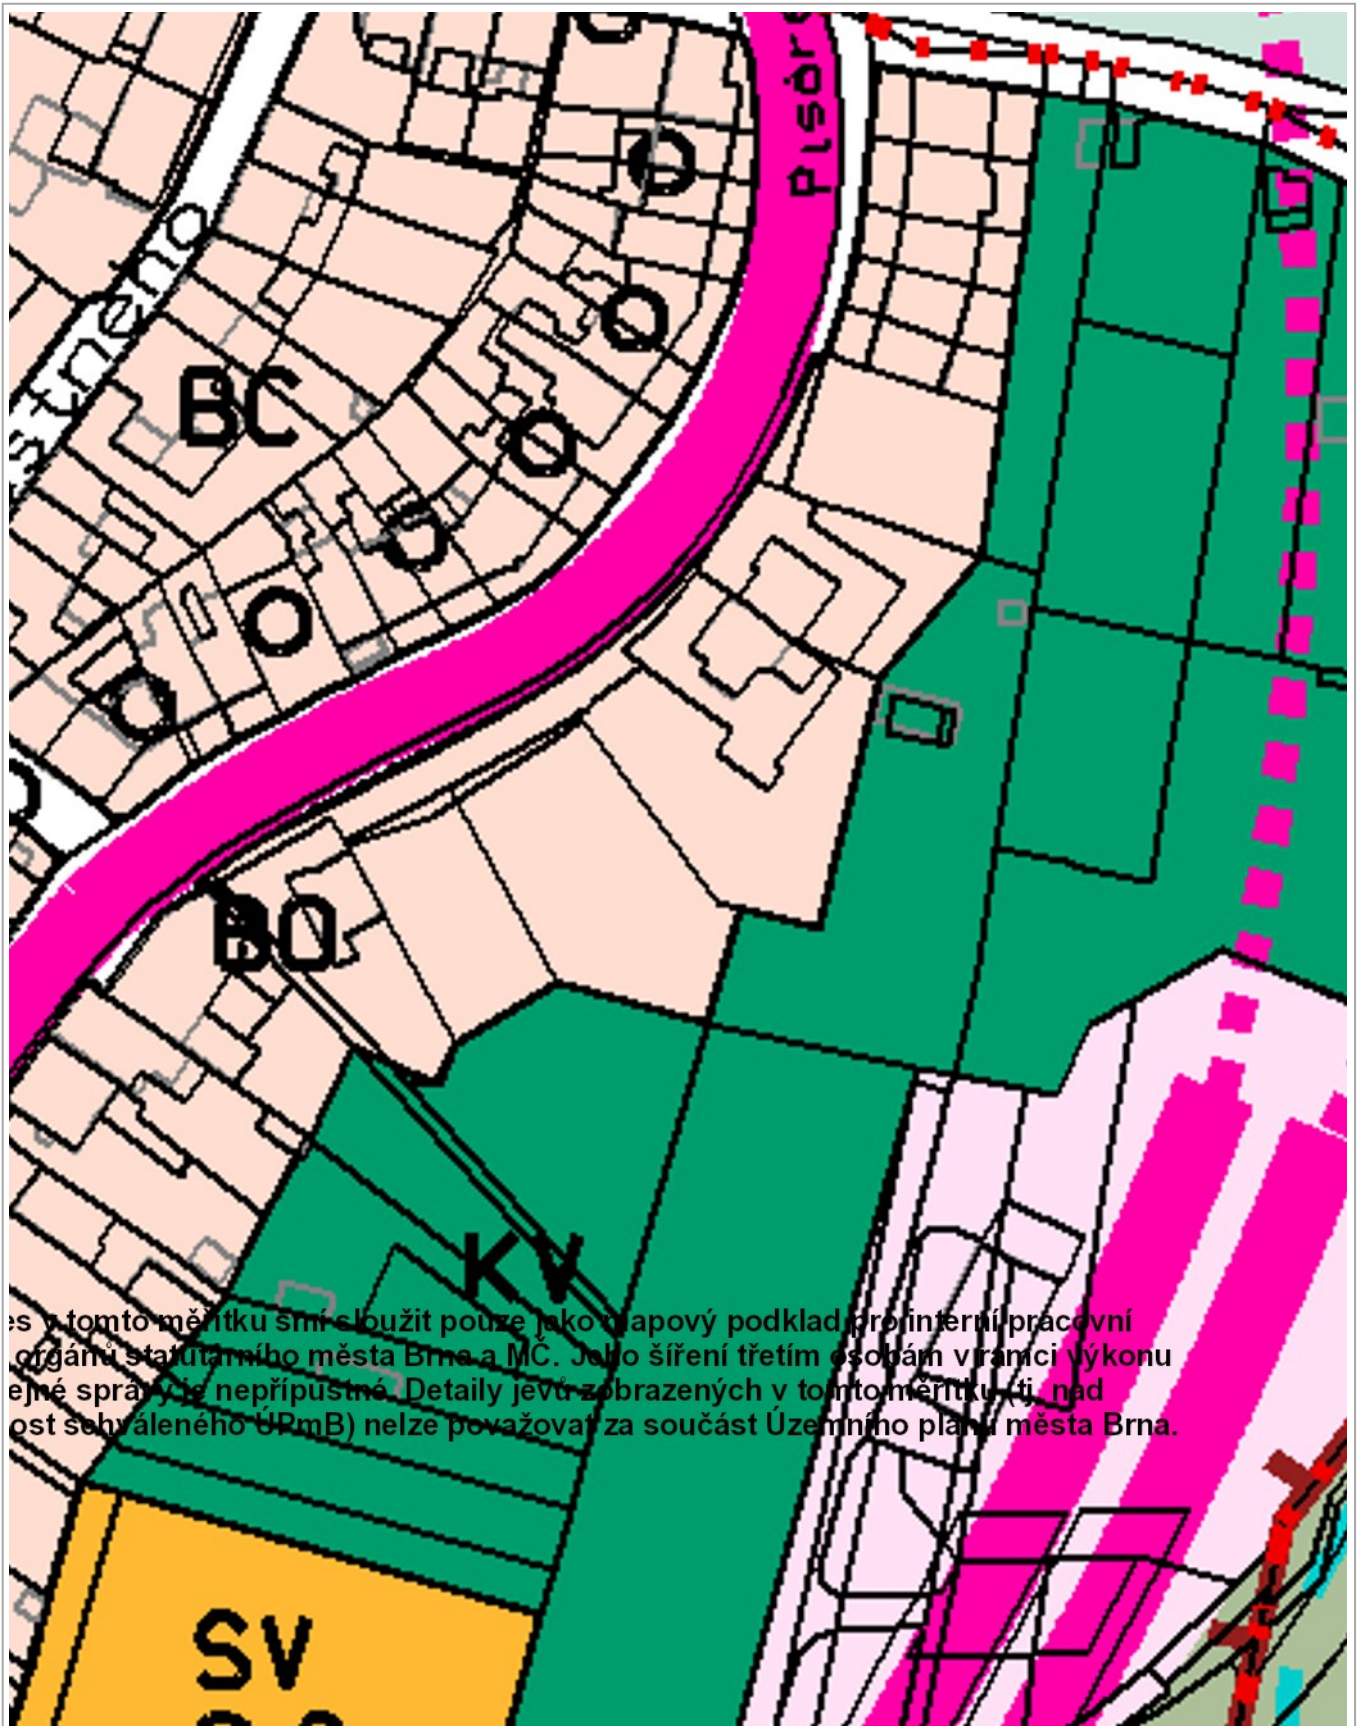 Pisárc
BC
BO
KV
es v tomto měřítku smí sloužit pouze jako mapový podklad pro interní pracovní
orgánů statutárního města Brna a MČ. Jeho šíření třetím osobám v rámci výkonu
ejné správy je nepřípustné. Detaily jevů zobrazených v tomto měřítku (tj. nad
ost schváleného ÚPmB) nelze považovat za součást Územního plánu města Brna.
SV